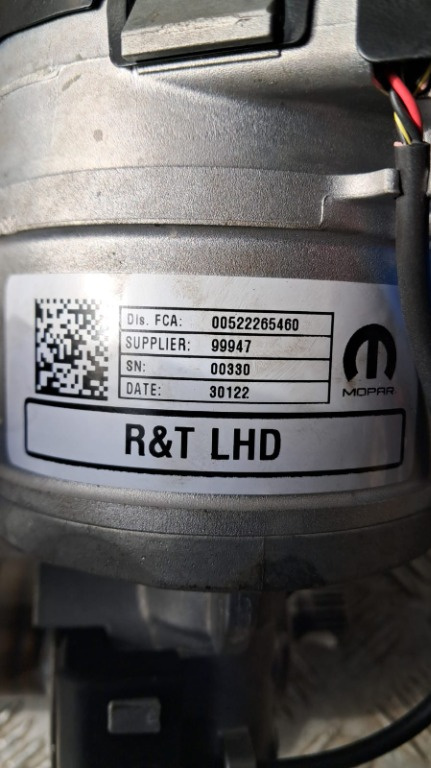 Dis. FCA: 00522265460
SUPPLIER: 99947
SN: 00330
DATE: 30122
MOPAR
R&T LHD